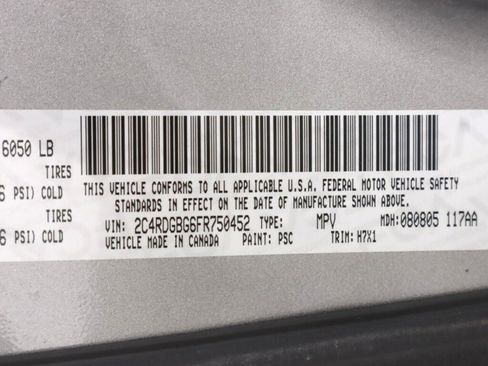 6050 LB
TIRES
6 PSI) COLD
TIRES
6 PSI) COLD
THIS VEHICLE CONFORMS TO ALL APPLICABLE U.S.A. FEDERAL MOTOR VEHICLE SAFETY
STANDARDS IN EFFECT ON THE DATE OF MANUFACTURE SHOWN ABOVE.
VIN: 2C4RDGBG6FR750452 TYPE: MPV MDH: 080805 117AA
VEHICLE MADE IN CANADA PAINT: PSC TRIM: H7X1